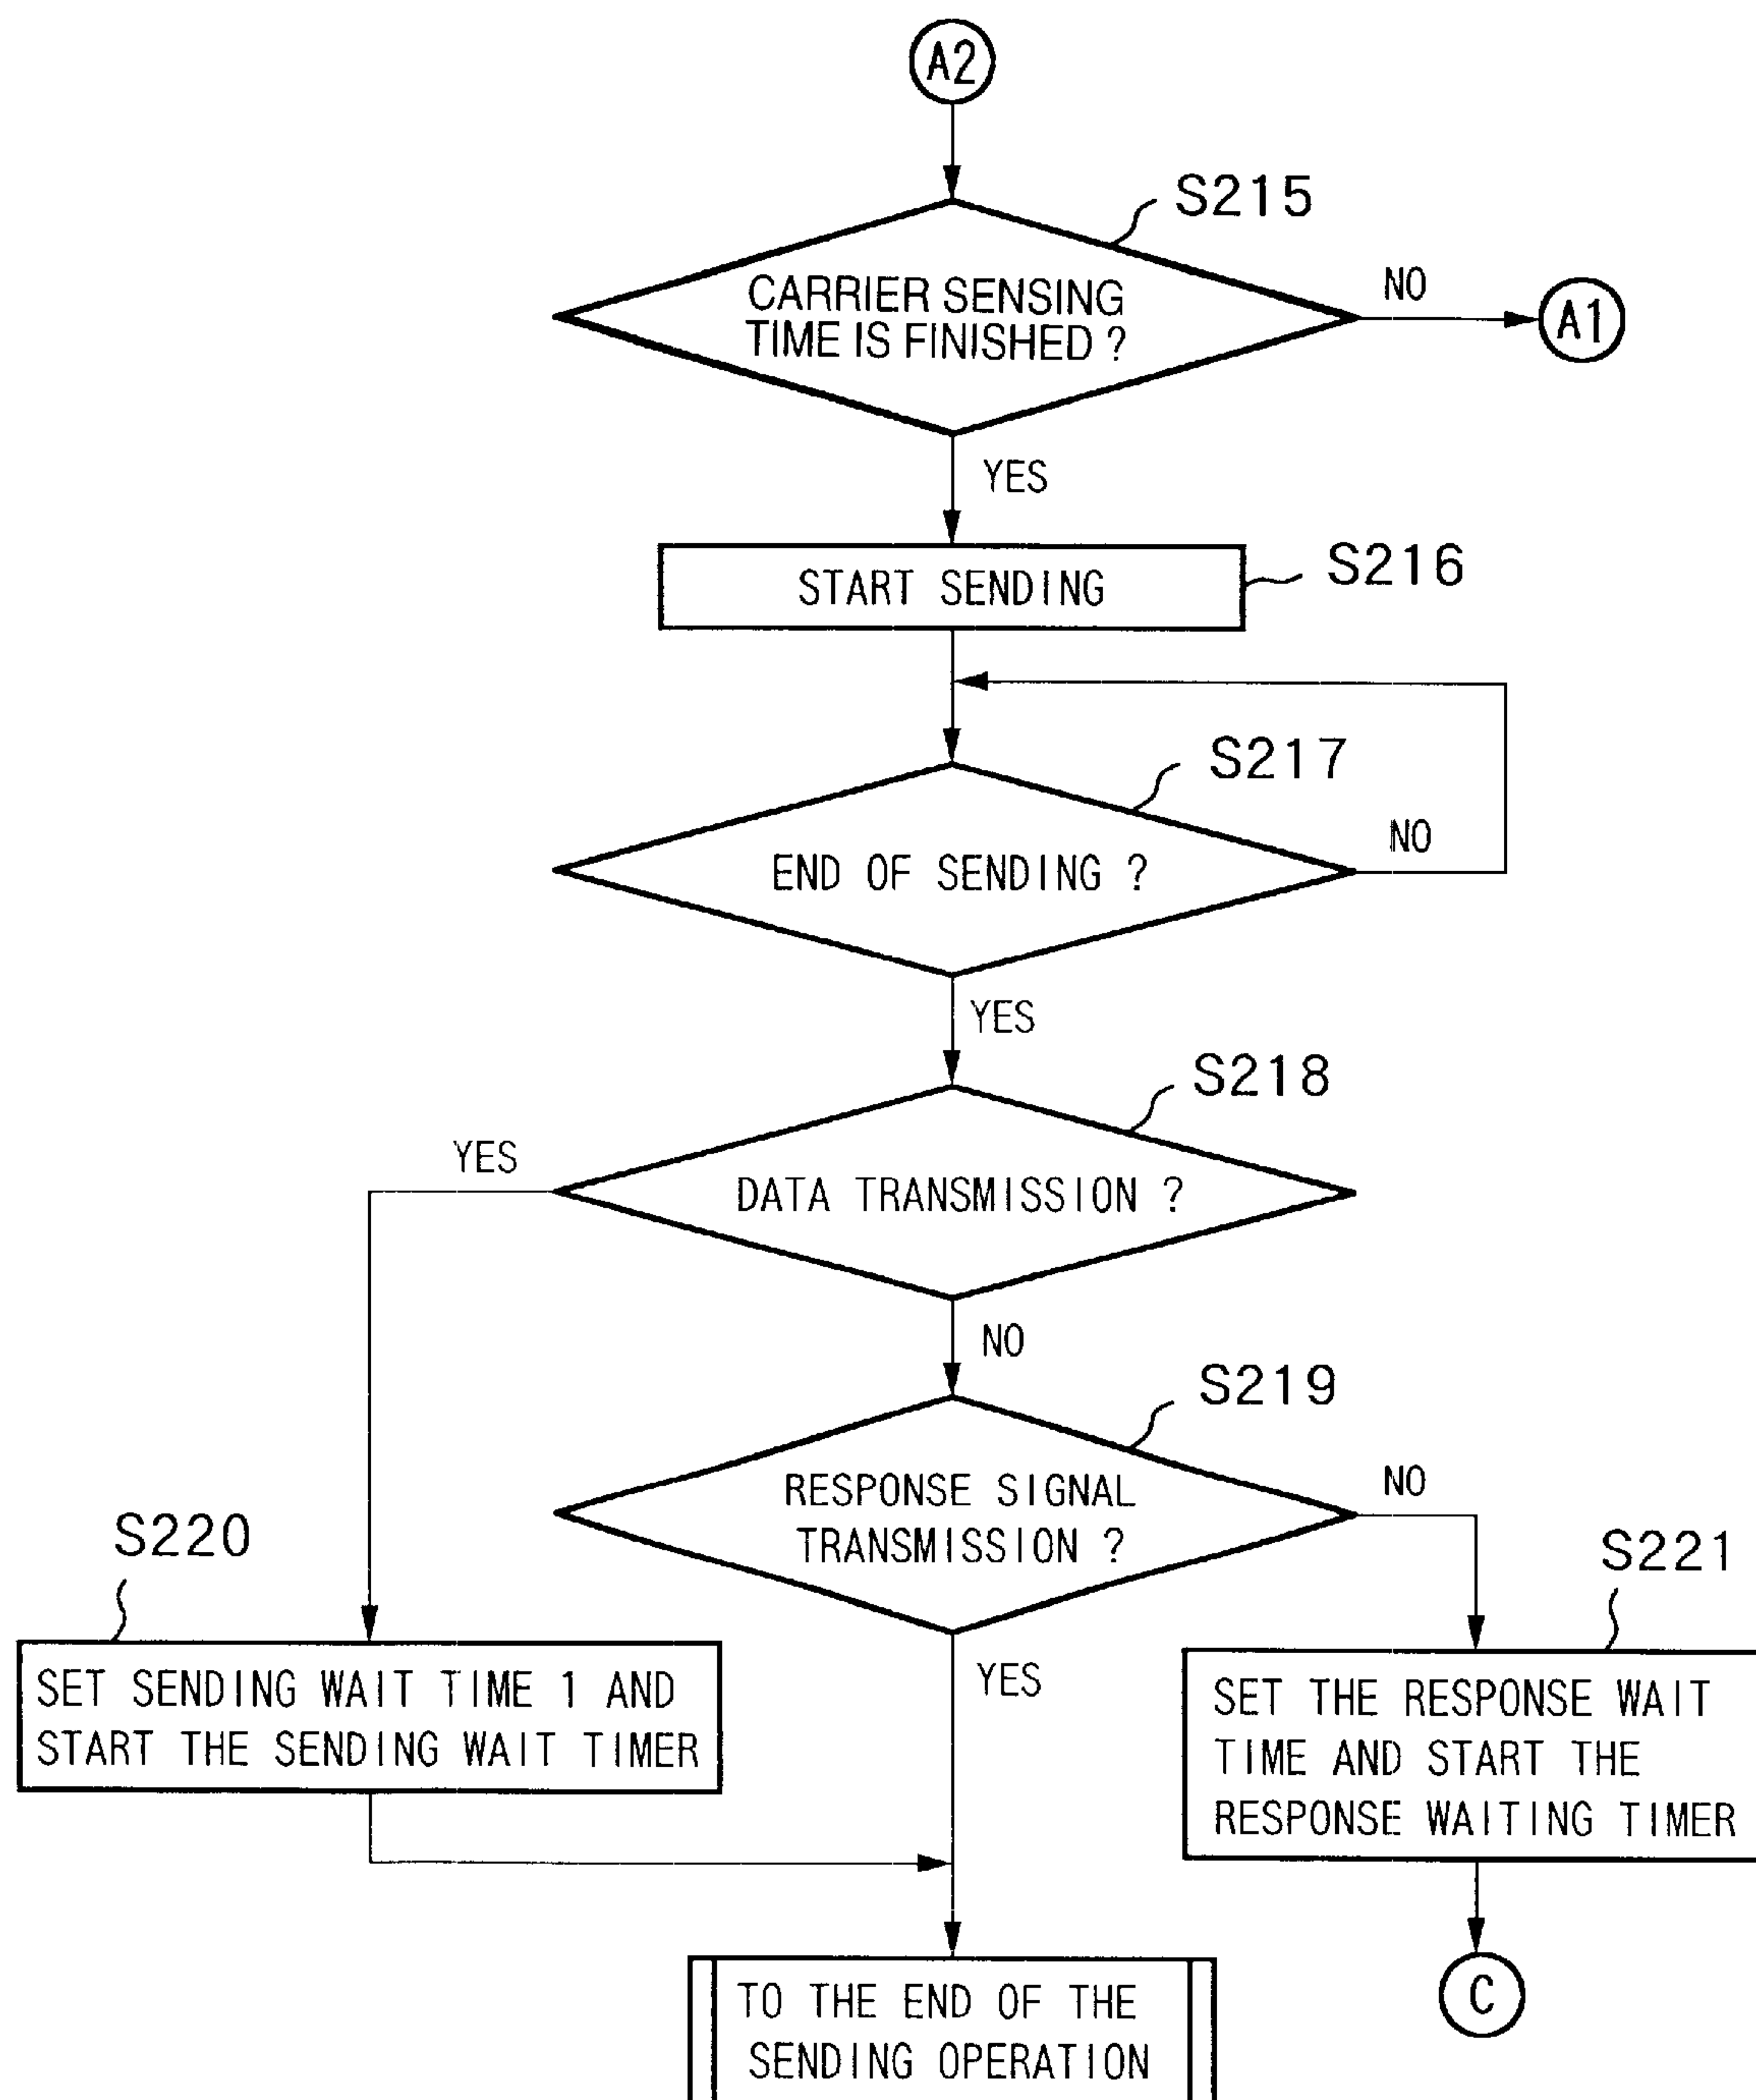 A2
S215
CARRIER SENSING
TIME IS FINISHED ?
NO
A1
YES
START SENDING
S216
S217
END OF SENDING ?
NO
YES
S218
YES
DATA TRANSMISSION ?
NO
S219
RESPONSE SIGNAL
TRANSMISSION ?
NO
S220
S221
SET SENDING WAIT TIME 1 AND
START THE SENDING WAIT TIMER
YES
SET THE RESPONSE WAIT
TIME AND START THE
RESPONSE WAITING TIMER
TO THE END OF THE
SENDING OPERATION
C